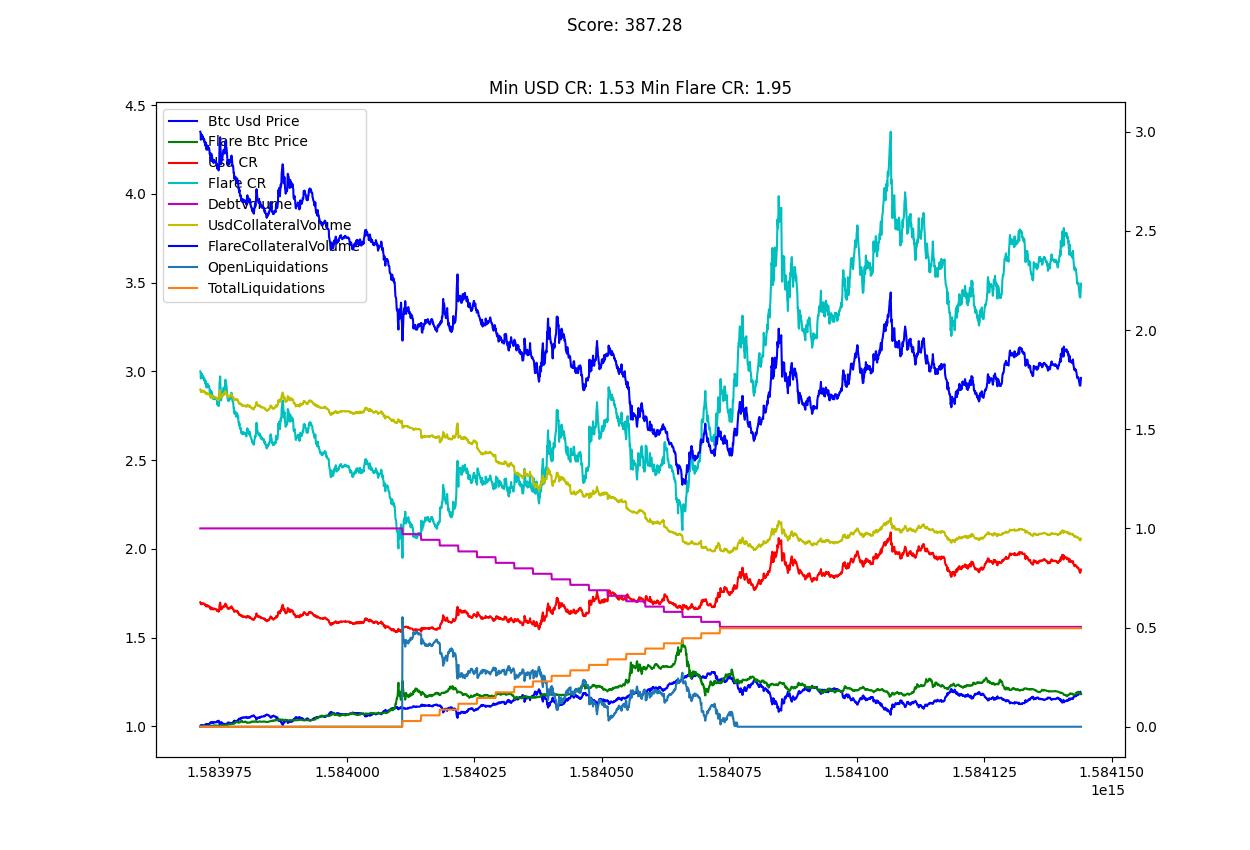 Score: 387.28
Min USD CR: 1.53 Min Flare CR: 1.95
4.5
4.0
3.5
3.0
2.5
2.0
1.5
1.0
Btc Usd Price
Flare Btc Price
Usd CR
Flare CR
DebtVolume
UsdCollateralVolume
FlareCollateralVolume
OpenLiquidations
TotalLiquidations
3.0
2.5
2.0
1.5
1.0
0.5
0.0
1.583975 1.584000 1.584025 1.584050 1.584075 1.584100 1.584125 1.584150
1e15